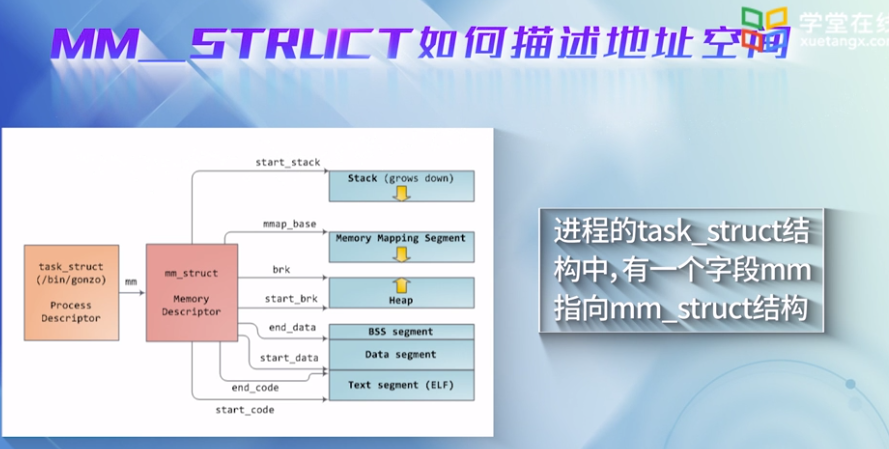 MM_STRUCT如何描述地址空间
学堂在线
xuetangx.com
start_stack
Stack (grows down)
mmap_base
Memory Mapping Segment
task_struct
(/bin/gonzo)
Process
Descriptor
mm
mm_struct
Memory
Descriptor
brk
start_brk
Heap
end_data
BSS segment
start_data
Data segment
end_code
Text segment (ELF)
start_code
进程的task_struct结
构中,有一个字段mm
指向mm_struct结构